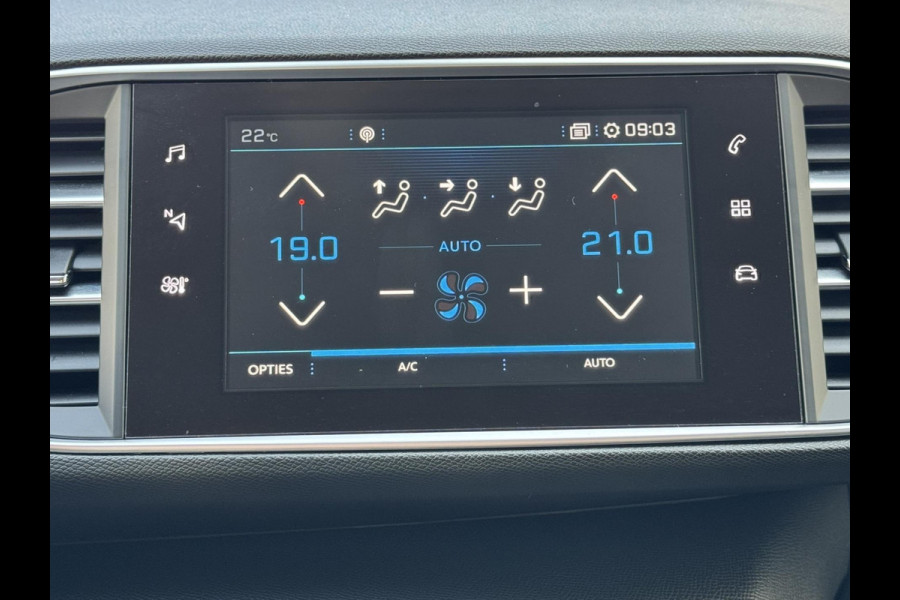 22°C
09:03
N
19.0
AUTO
21.0
OPTIES
A/C
AUTO